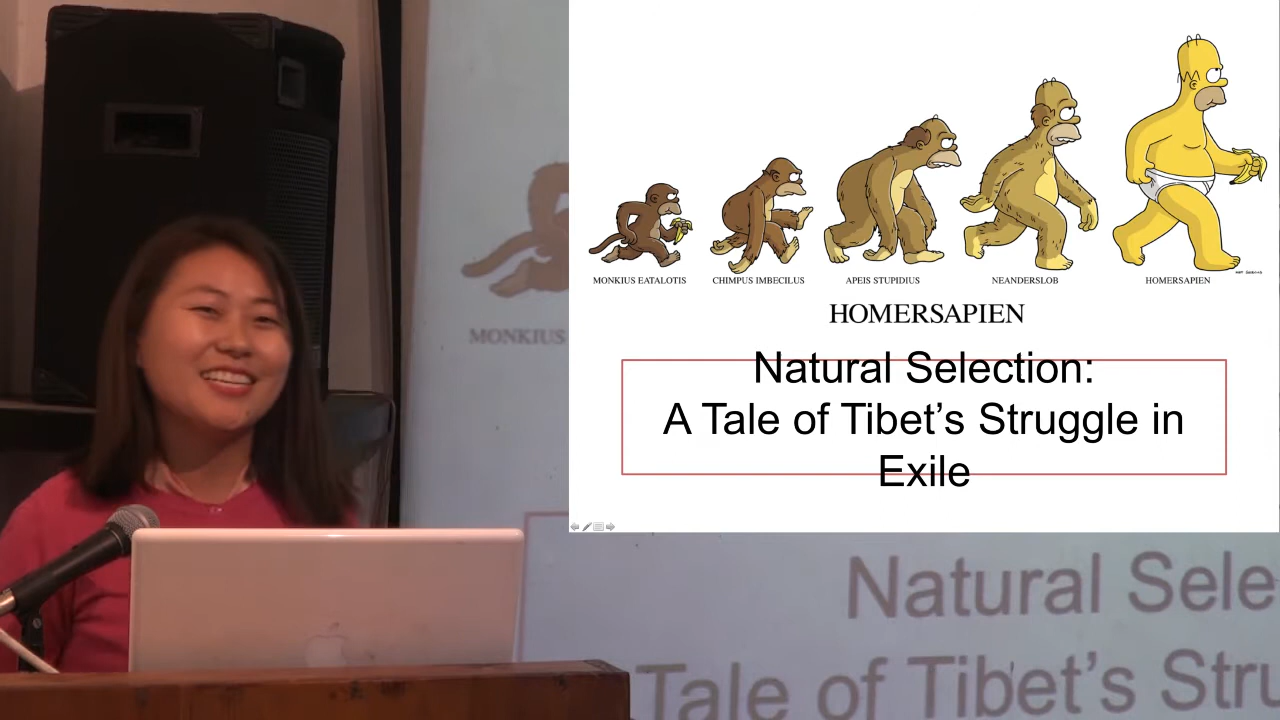 MONKIUS EATALOTIS CHIMPUS IMBECILUS APEIS STUPIDIUS NEANDERSLOB HOMERSAPIEN
HOMERSAPIEN
Natural Selection:
A Tale of Tibet’s Struggle in
Exile
MONKIUS
Natural Sele
Tale of Tibet’s Stru